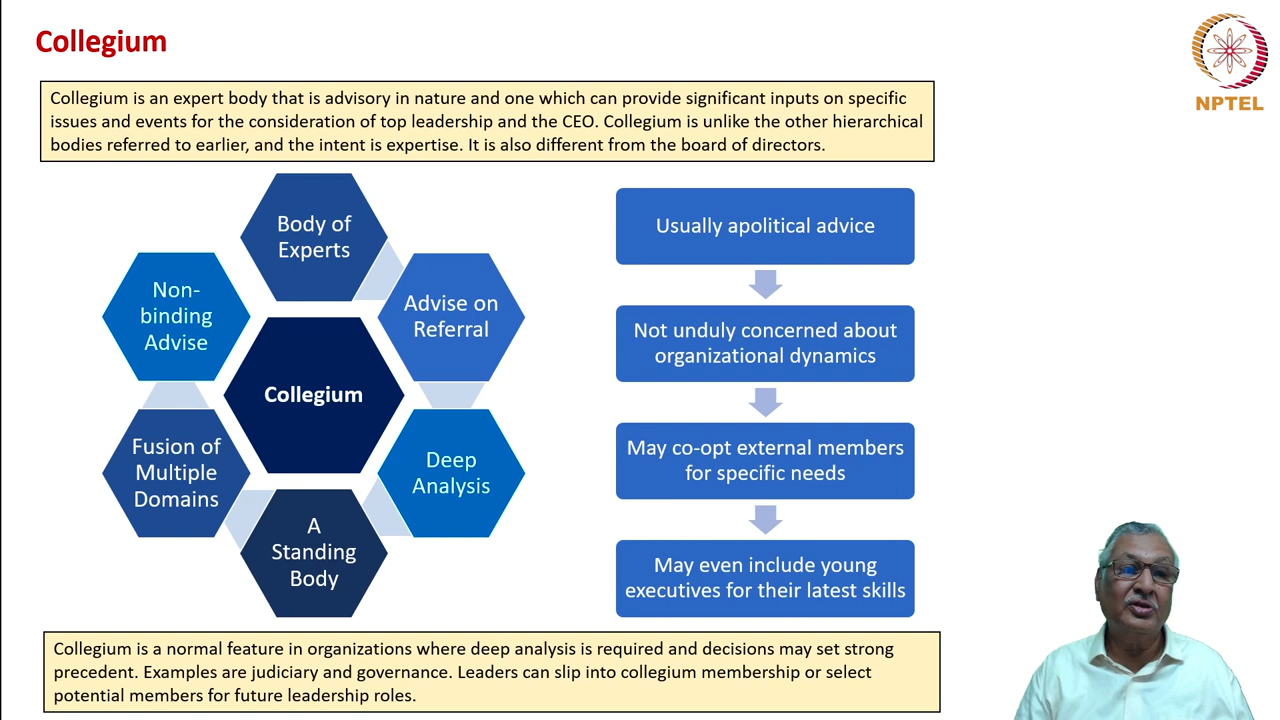 Collegium
NPTEL
Collegium is an expert body that is advisory in nature and one which can provide significant inputs on specific
issues and events for the consideration of top leadership and the CEO. Collegium is unlike the other hierarchical
bodies referred to earlier, and the intent is expertise. It is also different from the board of directors.
Body of
Experts
Advise on
Referral
Deep
Analysis
A
Standing
Body
Fusion of
Multiple
Domains
Non-
binding
Advise
Collegium
Usually apolitical advice
Not unduly concerned about
organizational dynamics
May co-opt external members
for specific needs
May even include young
executives for their latest skills
Collegium is a normal feature in organizations where deep analysis is required and decisions may set strong
precedent. Examples are judiciary and governance. Leaders can slip into collegium membership or select
potential members for future leadership roles.